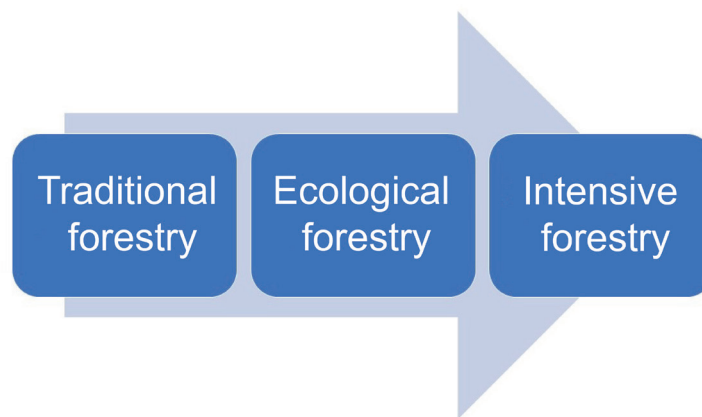 Traditional
forestry
Ecological
forestry
Intensive
forestry